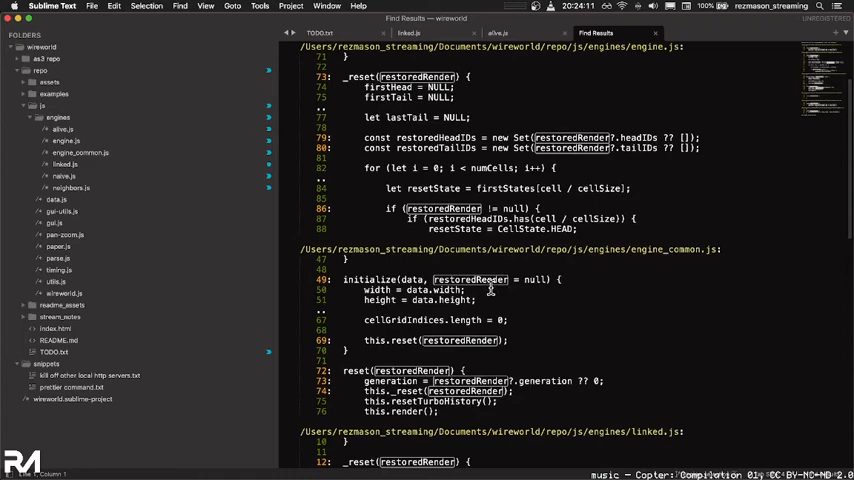 Sublime Text File Edit Selection Find View Goto Tools Project Window Help 100% 20:24:11 rezmason_streaming
Find Results — wireworld
UNREGISTERED
FOLDERS
wireworld
as3 repo
repo
assets
examples
js
engines
alive.js
engine.js
engine_common.js
linked.js
naive.js
neighbors.js
data.js
gui-utils.js
gui.js
pan-zoom.js
paper.js
parse.js
timing.js
utils.js
wireworld.js
readme_assets
stream_notes
index.html
README.md
TODO.txt
snippets
kill off other local http servers.txt
prettier command.txt
wireworld.sublime-project
TODO.txt linked.js alive.js Find Results
/Users/rezmason_streaming/Documents/wireworld/repo/js/engines/engine.js:
71 }
72
73: _reset(restoredRender) {
74 firstHead = NULL;
75 firstTail = NULL;
..
77 let lastTail = NULL;
78
79: const restoredHeadIDs = new Set(restoredRender?.headIDs ?? []);
80: const restoredTailIDs = new Set(restoredRender?.tailIDs ?? []);
81
82 for (let i = 0; i < numCells; i++) {
..
84 let resetState = firstStates[cell / cellSize];
85
86: if (restoredRender != null) {
87 if (restoredHeadIDs.has(cell / cellSize)) {
88 resetState = CellState.HEAD;
/Users/rezmason_streaming/Documents/wireworld/repo/js/engines/engine_common.js:
47 }
48
49: initialize(data, restoredRender = null) {
50 width = data.width;
51 height = data.height;
..
67 cellGridIndices.length = 0;
68
69: this.reset(restoredRender);
70 }
71
72: reset(restoredRender) {
73: generation = restoredRender?.generation ?? 0;
74: this._reset(restoredRender);
75 this.resetTurboHistory();
76 this.render();
/Users/rezmason_streaming/Documents/wireworld/repo/js/engines/linked.js:
10 }
11
12: _reset(restoredRender) {
RM
Line 1, Column 1
music - Copter: Compilation 01, CC BY-NC-ND 2.0